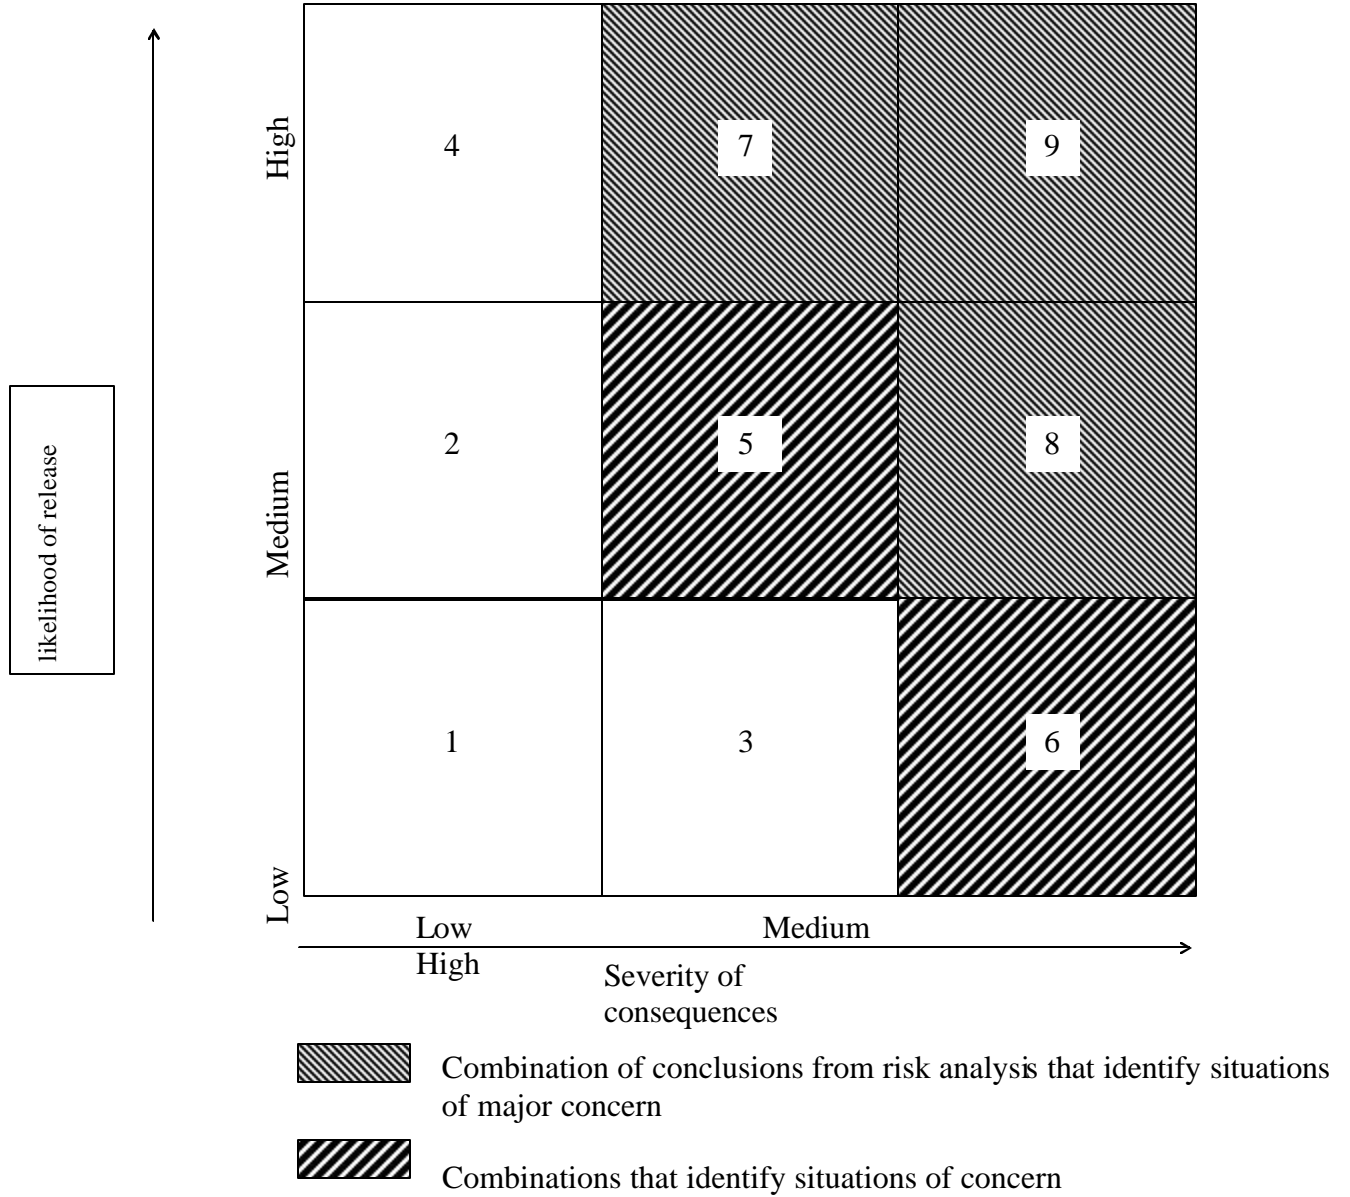 High
4
7
9
likelihood of release
Medium
2
5
8
1
3
6
Low
Low Medium
High
Severity of
consequences
Combination of conclusions from risk analysis that identify situations
of major concern
Combinations that identify situations of concern